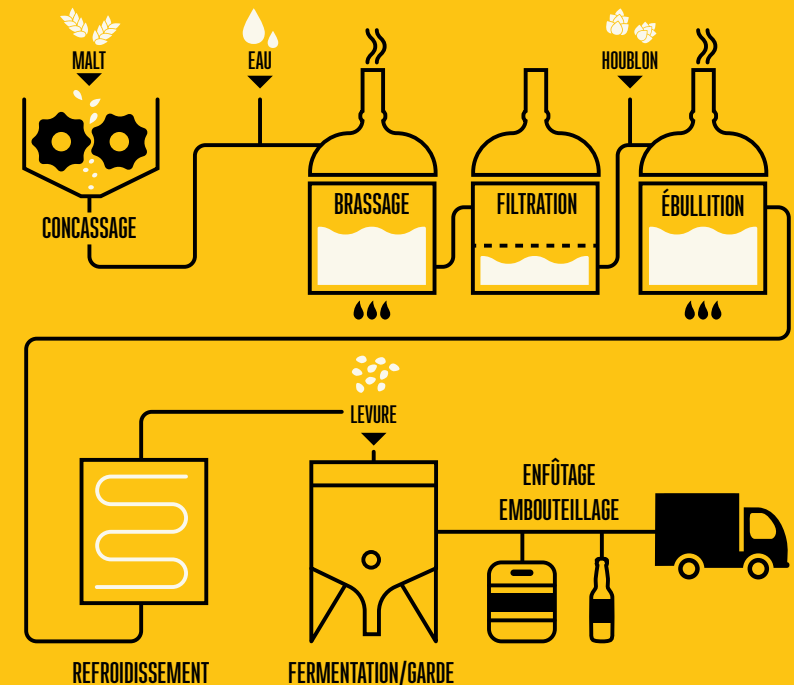 MALT
EAU
HOUBLON
BRASSAGE
FILTRATION
ÉBULLITION
CONCASSAGE
LEVURE
ENFÛTAGE
EMBOUTEILLAGE
REFROIDISSEMENT
FERMENTATION/GARDE